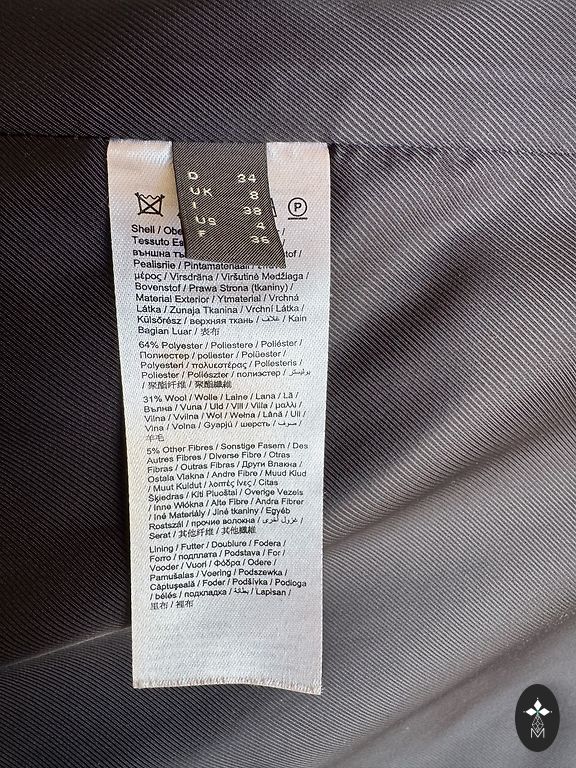 D 34
UK 8
I 38
US 4
F 36
P
Shell / Obe
Tessuto Es
външна тъ
Pealisriie / Pintamateriaali /
μέρος / Virsdrāna / Viršutinė Medžiaga /
Bovenstof / Prawa Strona (tkaniny) /
Material Exterior / Ytmaterial / Vrchná
Látka / Zunaja Tkanina / Vrchní Látka /
Külsőrész / верхняя ткань / غلاف / Kain
Bagian Luar / 表布
64% Polyester / Poliestere / Poliéster /
Полиестер / poliester / Polüester /
Polyesteri / πολυεστέρας / Poliesteris /
Poliester / Poliészter / полиэстер / بوليستر
/ 聚酯纤维 / 聚酯纖維
31% Wool / Wolle / Laine / Lana / Lã /
Вълна / Vuna / Uld / Vill / Villa / μαλλί /
Vilna / Vvilna / Wol / Wełna / Lână / Ull /
Vlna / Volna / Gyapjú / шерсть / صوف /
羊毛
5% Other Fibres / Sonstige Fasern / Des
Autres Fibres / Diverse Fibre / Otras
Fibras / Outras Fibras / Други Влакна /
Ostala Vlakna / Andre Fibre / Muud Kiud
/ Muut Kuidut / λοιπές ίνες / Citas
Šķiedras / Kiti Pluoštai / Overige Vezels
/ Inne Włókna / Alte Fibre / Andra Fibrer
/ Iné Materiály / Jiné tkaniny / Egyéb
Rostszál / прочие волокна / غزول أخرى /
Serat / 其他纤维 / 其他纖維
Lining / Futter / Doublure / Fodera /
Forro / подплата / Podstava / For /
Vooder / Vuori / Φόδρα / Odere /
Pamušalas / Voering / Podszewka /
Căptușeală / Foder / Podšívka / Podloga
/ bélés / подкладка / بطانة / Lapisan /
里布 / 裡布
M